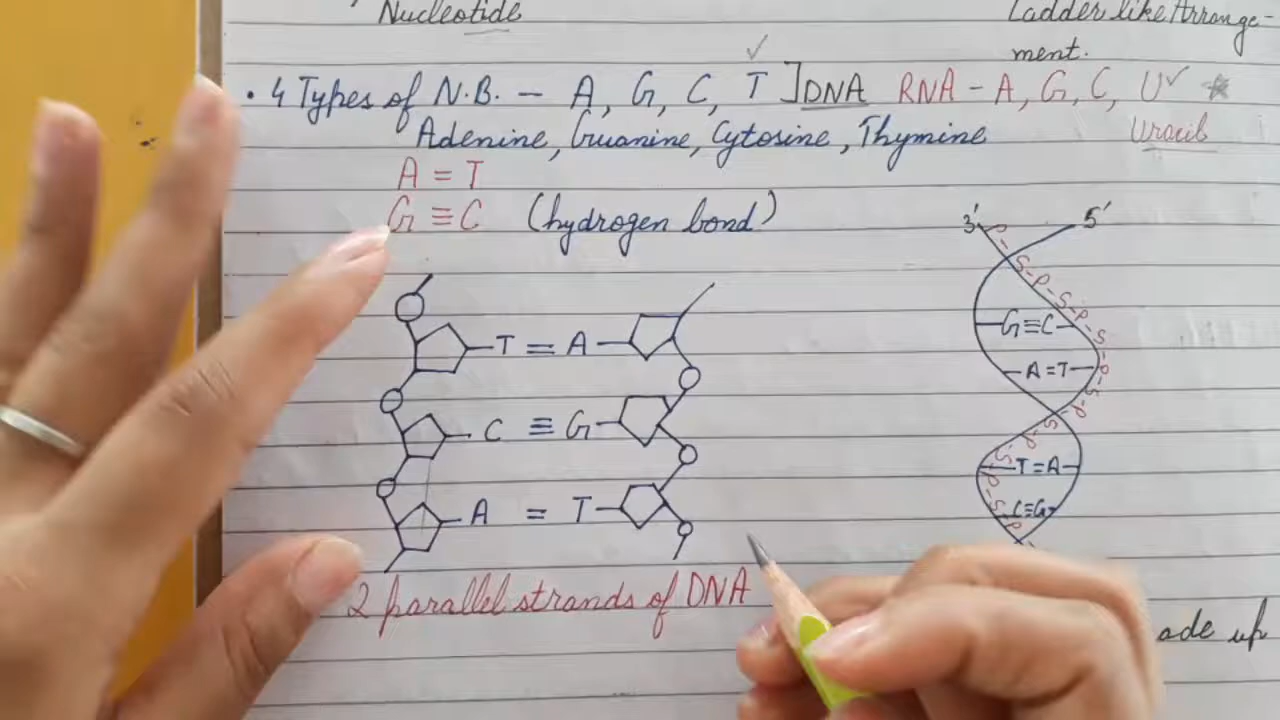 Nucleotide
Ladder like Arrange-
ment.
• 4 Types of N.B. - A, G, C, T ] DNA RNA - A, G, C, U ✓
Adenine, Guanine, Cytosine, Thymine
Uracil
A = T
G ≡ C (hydrogen bond)
3' 5'
T = A
C ≡ G
A = T
P-S-P-S-P-S-P-S-P-S-P-S-P-S-P
G≡C
A=T
T=A
C≡G
2 parallel strands of DNA
ade up